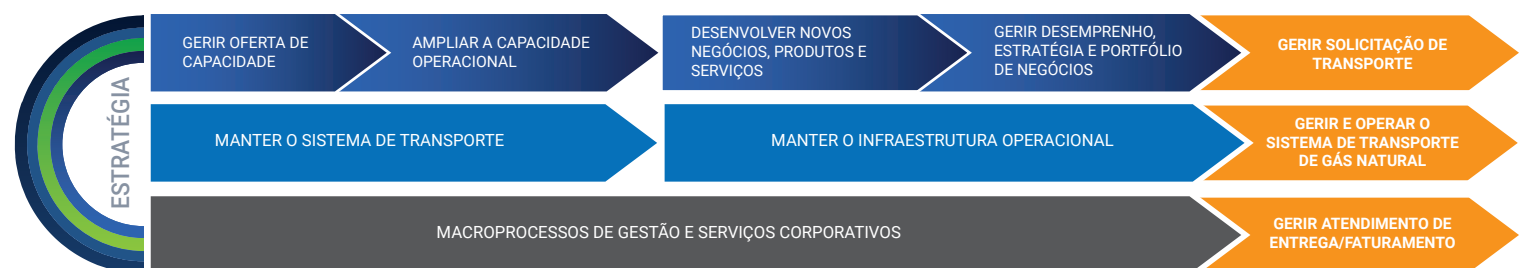 ESTRATÉGIA
GERIR OFERTA DE
CAPACIDADE
AMPLIAR A CAPACIDADE
OPERACIONAL
DESENVOLVER NOVOS
NEGÓCIOS, PRODUTOS E
SERVIÇOS
GERIR DESEMPRENHO,
ESTRATÉGIA E PORTFÓLIO
DE NEGÓCIOS
GERIR SOLICITAÇÃO DE
TRANSPORTE
MANTER O SISTEMA DE TRANSPORTE
MANTER O INFRAESTRUTURA OPERACIONAL
GERIR E OPERAR O
SISTEMA DE TRANSPORTE
DE GÁS NATURAL
MACROPROCESSOS DE GESTÃO E SERVIÇOS CORPORATIVOS
GERIR ATENDIMENTO DE
ENTREGA/FATURAMENTO